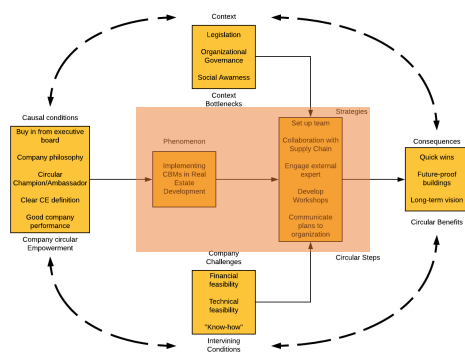 Context
Legislation
Organizational
Governance
Social Awarness
Context
Bottlenecks
Causal conditions
Buy in from executive
board
Company philosophy
Circular
Champion/Ambassador
Clear CE definition
Good company
performance
Company circular
Empowerment
Phenomenon
Implementing
CBMs in Real
Estate
Development
Strategies
Set up team
Collaboration with
Supply Chain
Engage external
expert
Develop
Workshops
Communicate
plans to
organization
Circular Steps
Consequences
Quick wins
Future-proof
buildings
Long-term vision
Circular Benefits
Company
Challenges
Financial
feasibility
Technical
feasibility
"Know-how"
Intervining
Conditions